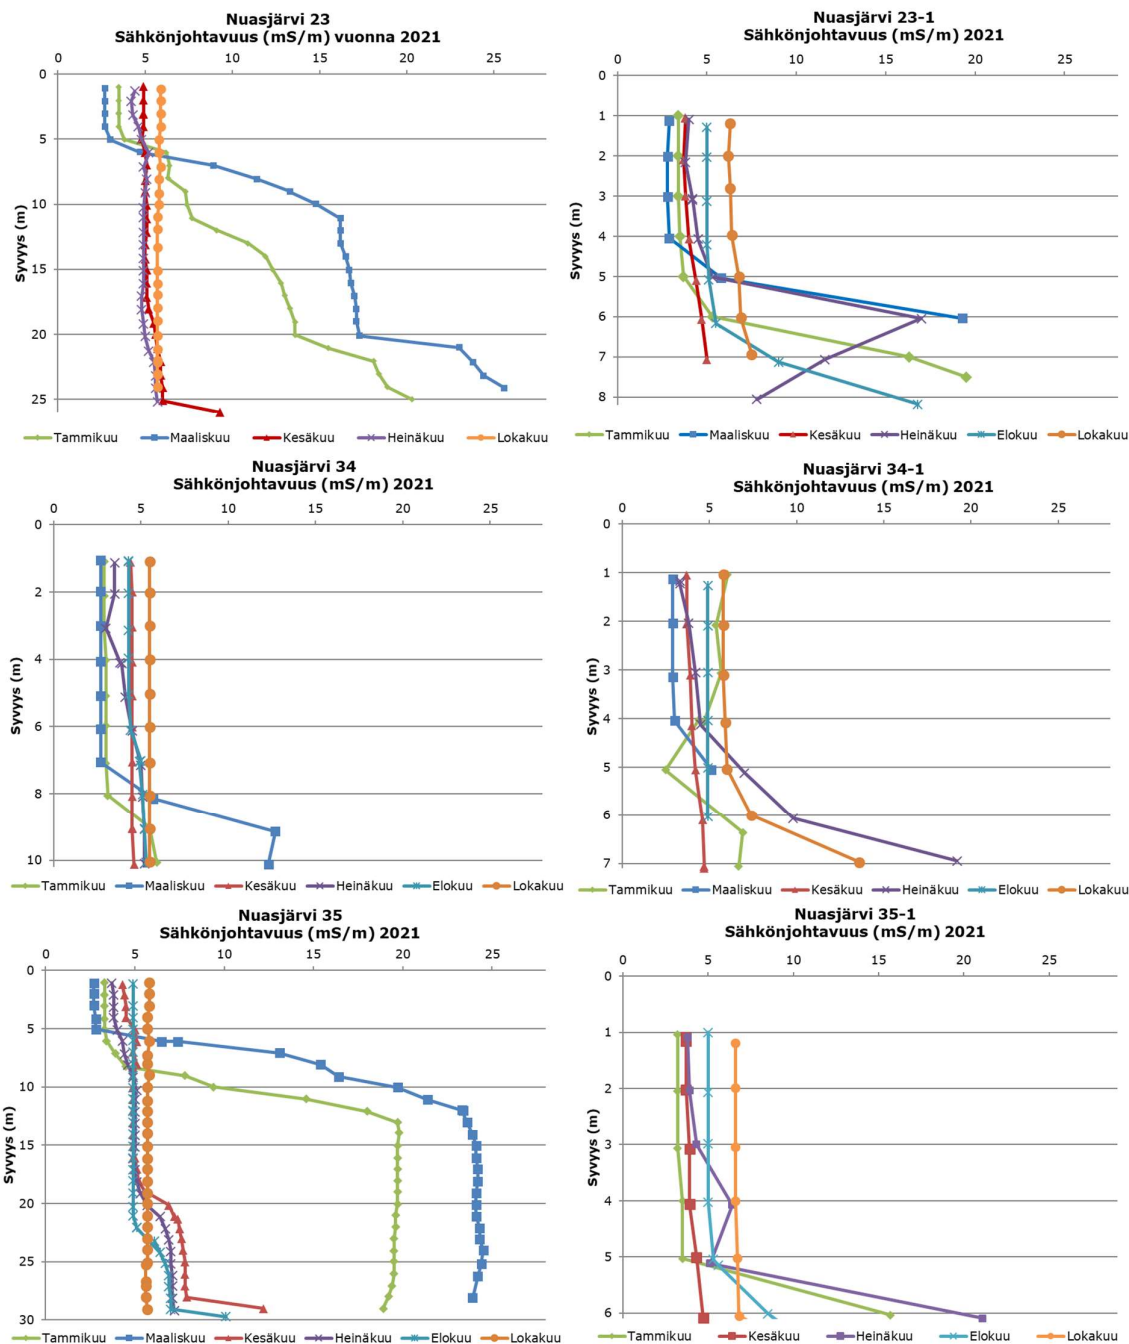 Nuasjärvi 23
Sähkönjohtavuus (mS/m) vuonna 2021
0 5 10 15 20 25
Syvyys (m)
0
5
10
15
20
25
Tammikuu Maaliskuu Kesäkuu Heinäkuu Lokakuu
Nuasjärvi 23-1
Sähkönjohtavuus (mS/m) 2021
0 5 10 15 20 25
Syvyys (m)
0
1
2
3
4
5
6
7
8
Tammikuu Maaliskuu Kesäkuu Heinäkuu Elokuu Lokakuu
Nuasjärvi 34
Sähkönjohtavuus (mS/m) 2021
0 5 10 15 20 25
Syvyys (m)
0
2
4
6
8
10
Tammikuu Maaliskuu Kesäkuu Heinäkuu Elokuu Lokakuu
Nuasjärvi 34-1
Sähkönjohtavuus (mS/m) 2021
0 5 10 15 20 25
Syvyys (m)
0
1
2
3
4
5
6
7
Tammikuu Maaliskuu Kesäkuu Heinäkuu Elokuu Lokakuu
Nuasjärvi 35
Sähkönjohtavuus (mS/m) 2021
0 5 10 15 20 25
Syvyys (m)
0
5
10
15
20
25
30
Tammikuu Maaliskuu Kesäkuu Heinäkuu Elokuu Lokakuu
Nuasjärvi 35-1
Sähkönjohtavuus (mS/m) 2021
0 5 10 15 20 25
Syvyys (m)
0
1
2
3
4
5
6
Tammikuu Kesäkuu Heinäkuu Elokuu Lokakuu